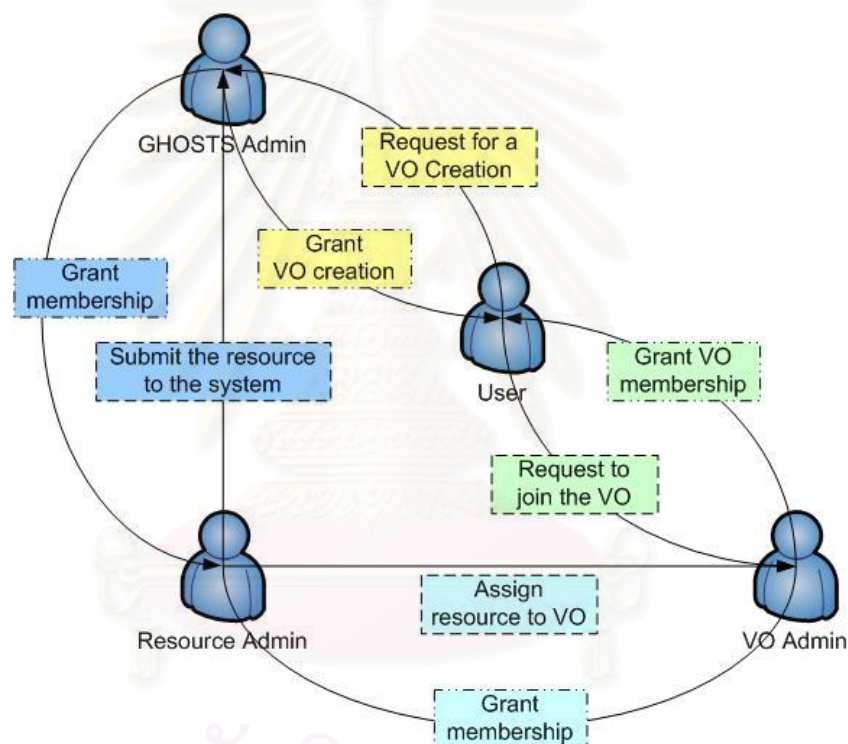 GHOSTS Admin
Request for a
VO Creation
Grant
VO creation
Grant
membership
Submit the resource
to the system
User
Grant VO
membership
Request to
join the VO
Resource Admin
Assign
resource to VO
VO Admin
Grant
membership